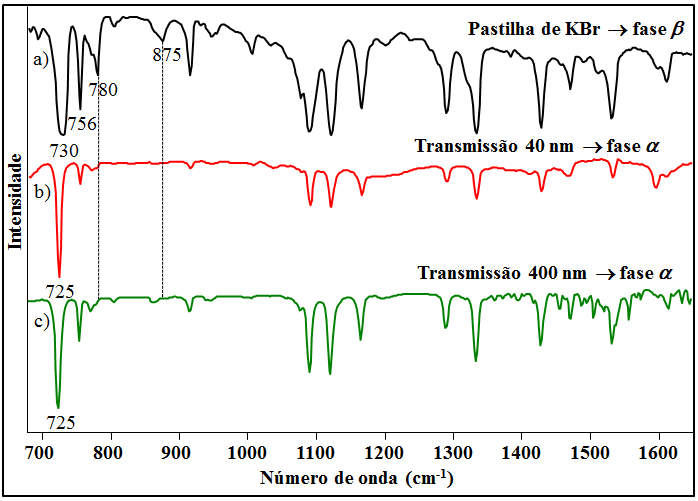 Pastilha de KBr → fase β
a)
875
780
756
730
Transmissão 40 nm → fase α
b)
Intensidade
725
Transmissão 400 nm → fase α
c)
725
700 800 900 1000 1100 1200 1300 1400 1500 1600
Número de onda (cm⁻¹)